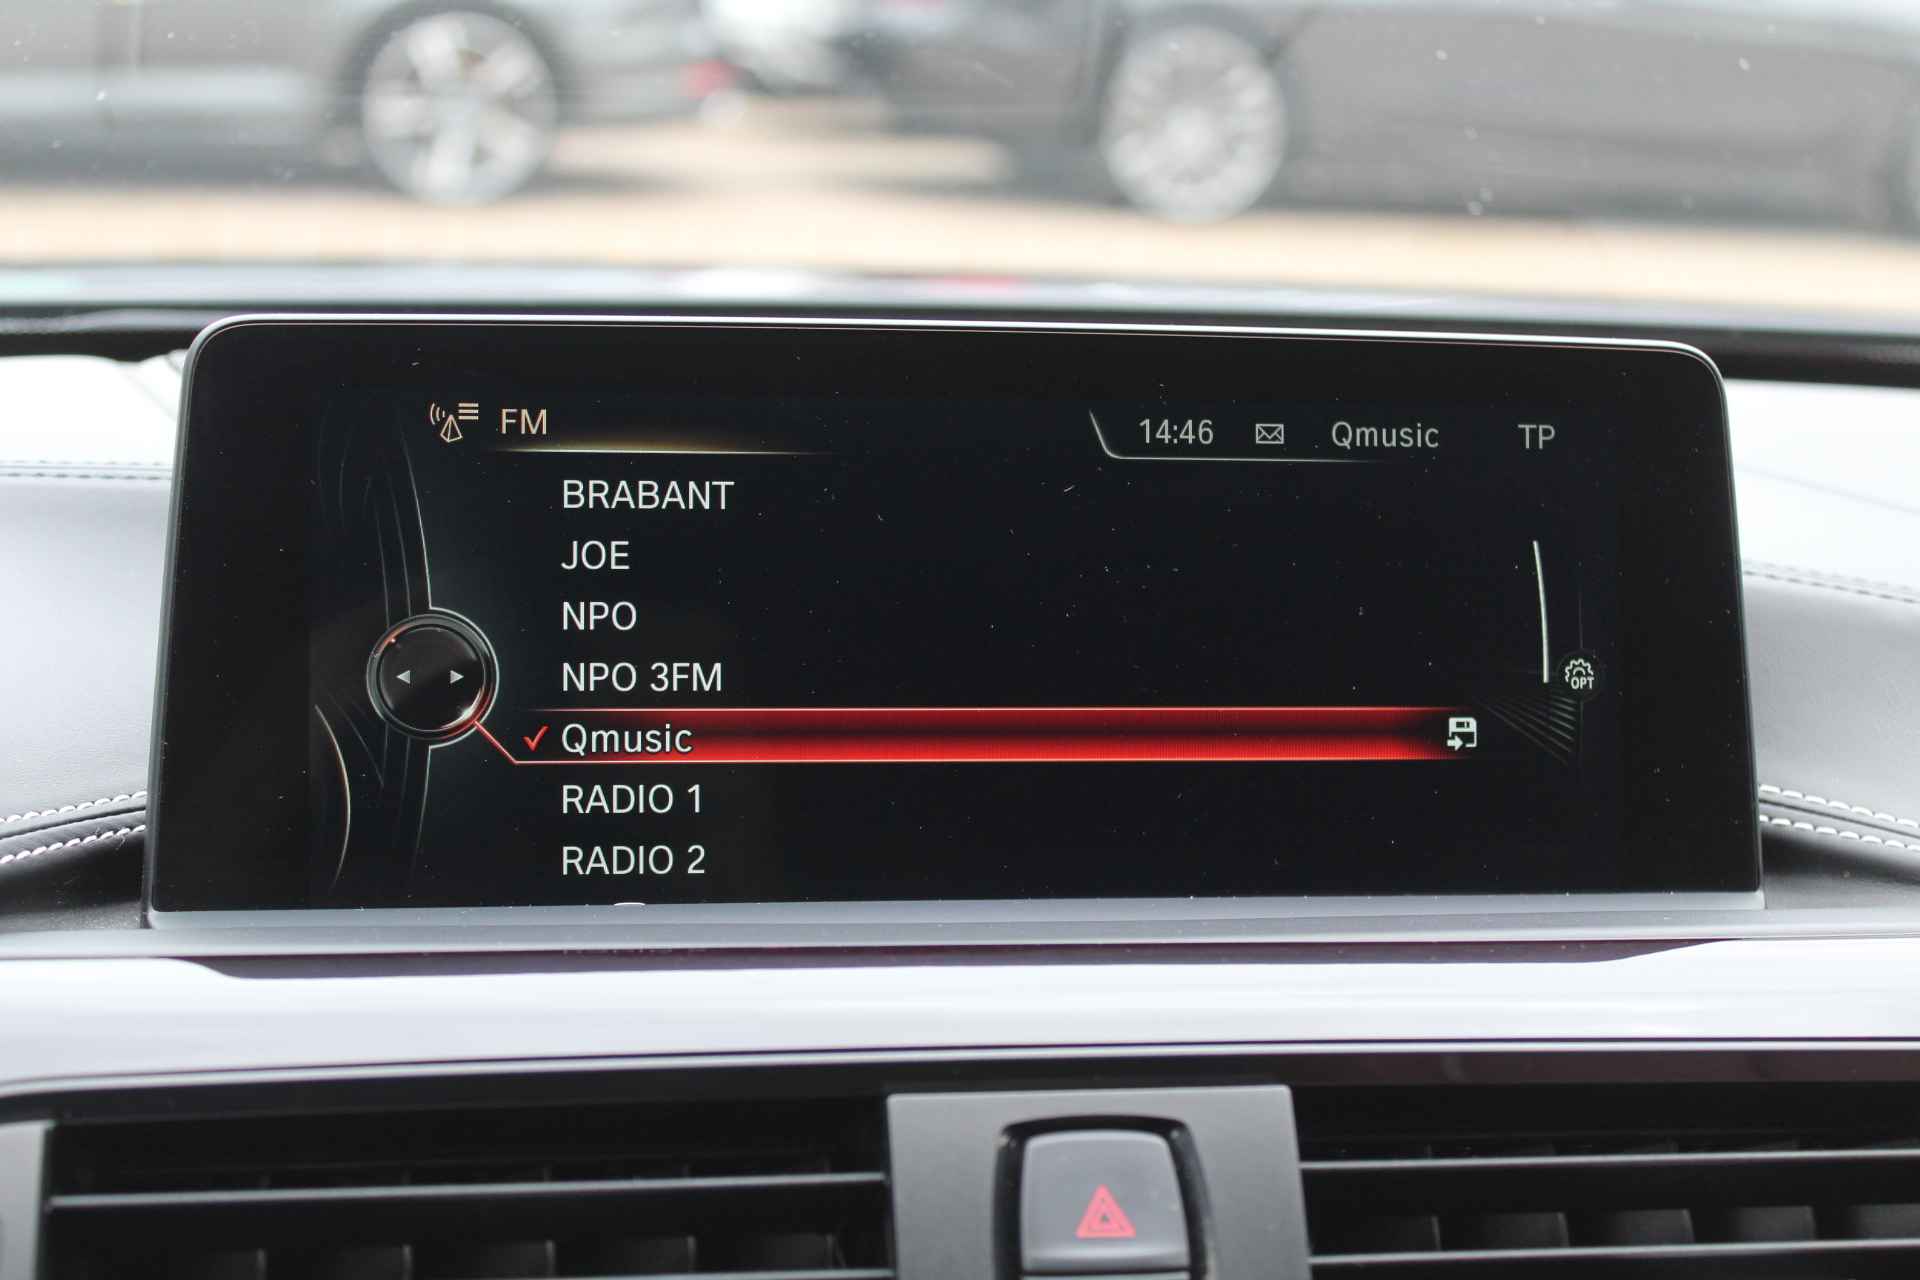 FM
14:46 Qmusic TP
BRABANT
JOE
NPO
NPO 3FM
Qmusic
OPT
RADIO 1
RADIO 2